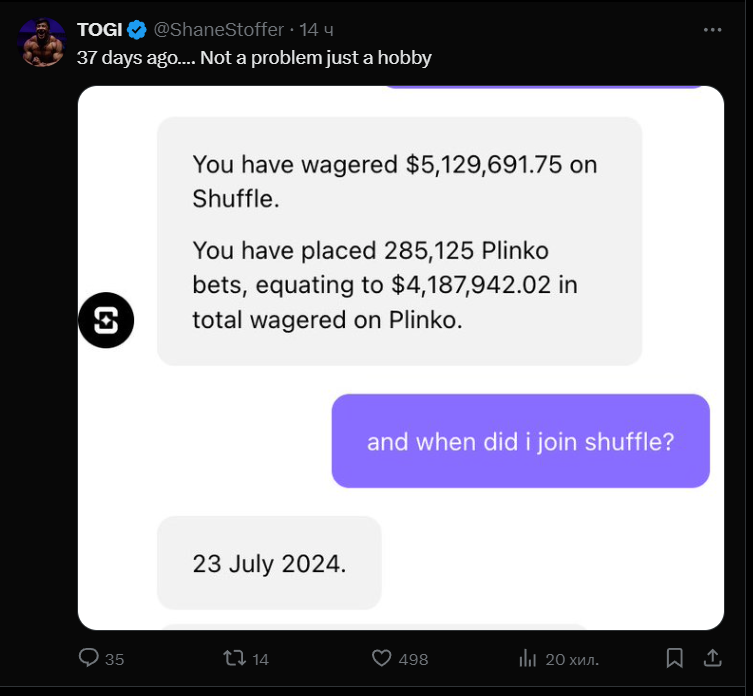 TOGI @ShaneStoffer · 14 ч
37 days ago.... Not a problem just a hobby
You have wagered $5,129,691.75 on
Shuffle.
You have placed 285,125 Plinko
bets, equating to $4,187,942.02 in
total wagered on Plinko.
and when did i join shuffle?
23 July 2024.
35 14 498 20 хил.